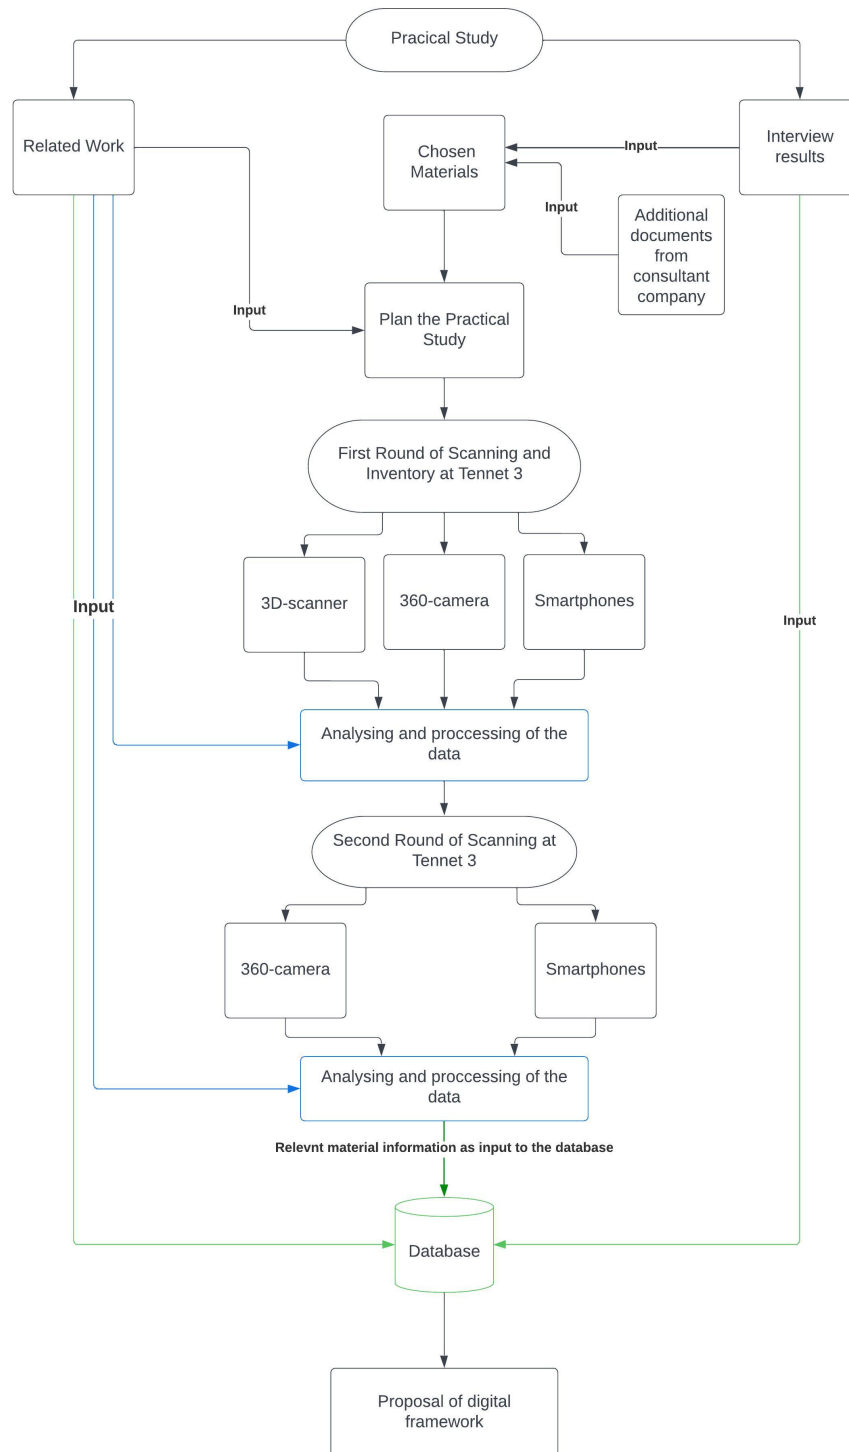 Pracical Study
Related Work
Chosen
Materials
Input
Interview
results
Input
Additional
documents
from
consultant
company
Input
Plan the Practical
Study
First Round of Scanning and
Inventory at Tennet 3
3D-scanner
360-camera
Smartphones
Input
Input
Analysing and proccessing of the
data
Second Round of Scanning at
Tennet 3
360-camera
Smartphones
Analysing and proccessing of the
data
Relevnt material information as input to the database
Database
Proposal of digital
framework